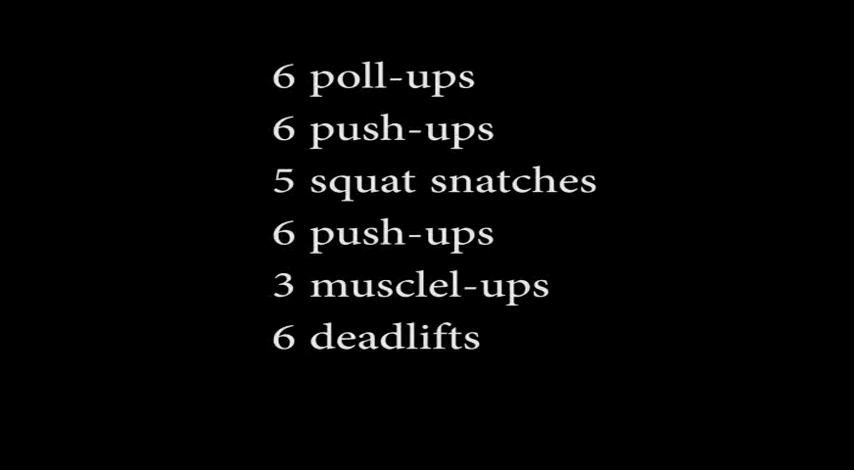 6 poll-ups
6 push-ups
5 squat snatches
6 push-ups
3 musclel-ups
6 deadlifts